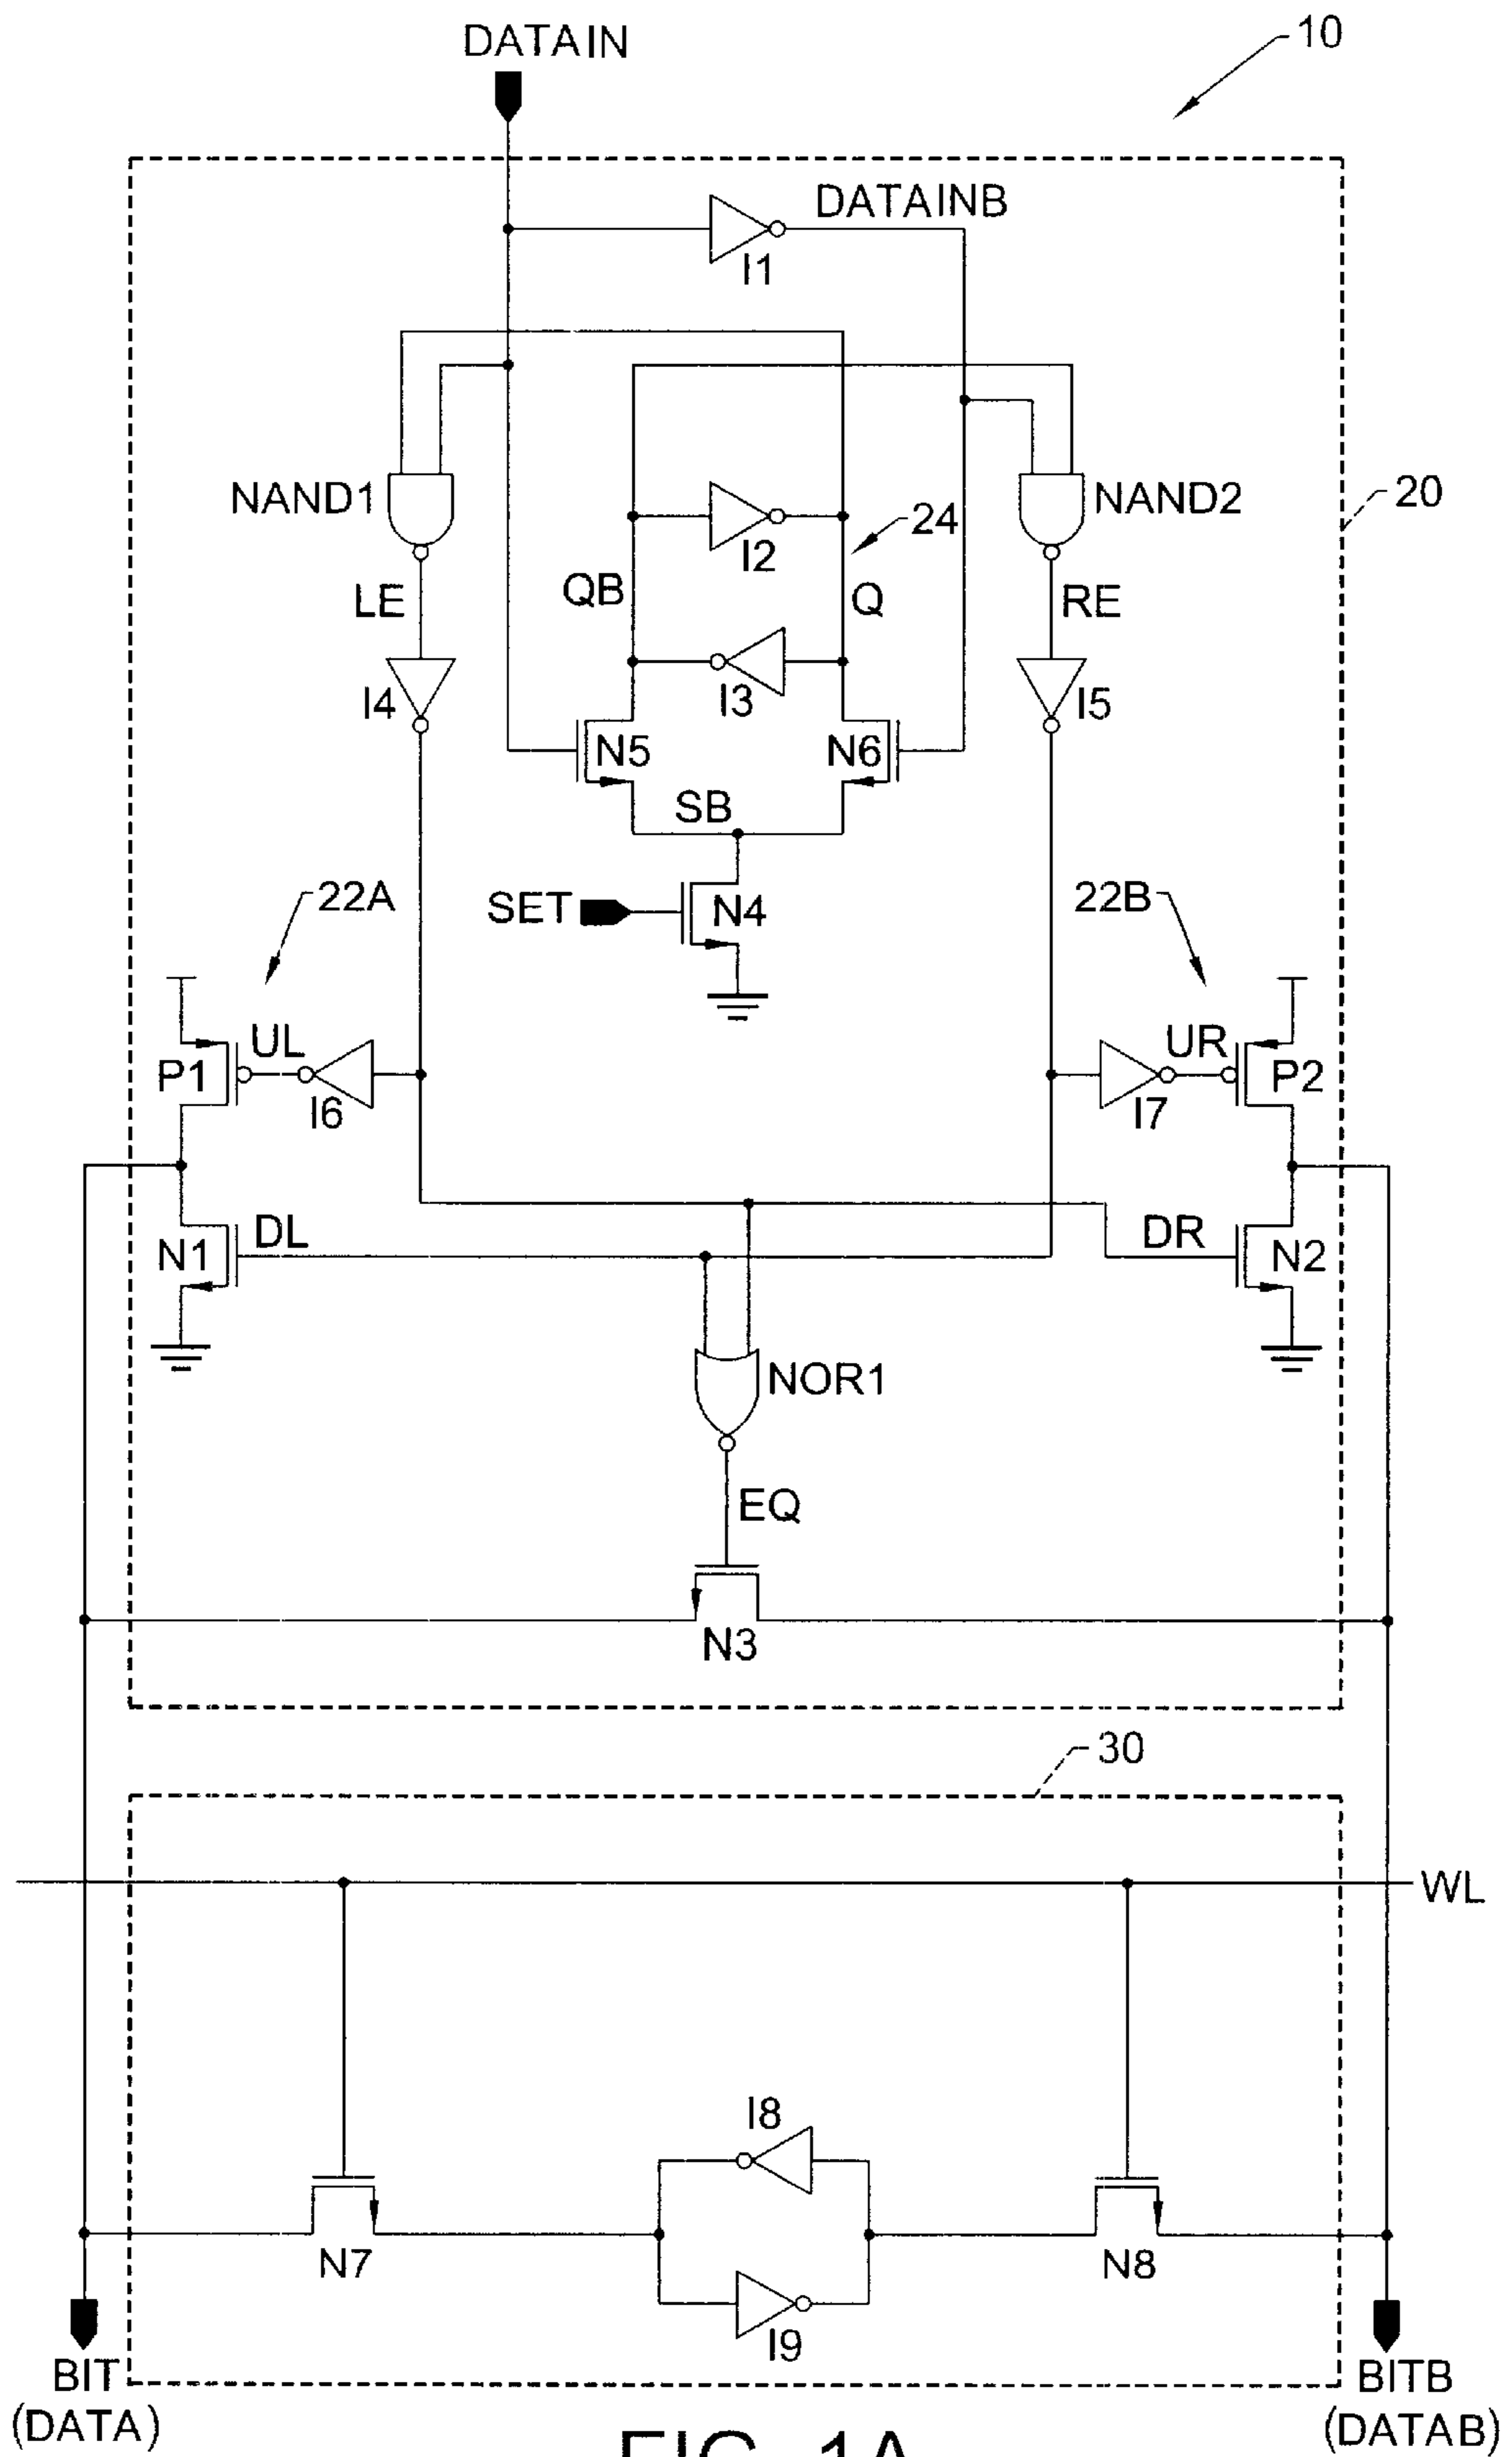 DATAIN
10
DATAINB
I1
NAND1
NAND2
20
I2
24
QB
Q
LE
RE
I4
I3
I5
N5
N6
SB
22A
SET
N4
22B
P1
UL
I6
UR
I7
P2
N1
DL
DR
N2
NOR1
EQ
N3
30
WL
I8
N7
N8
I9
BIT
(DATA)
BITB
(DATAB)
FIG. 1A